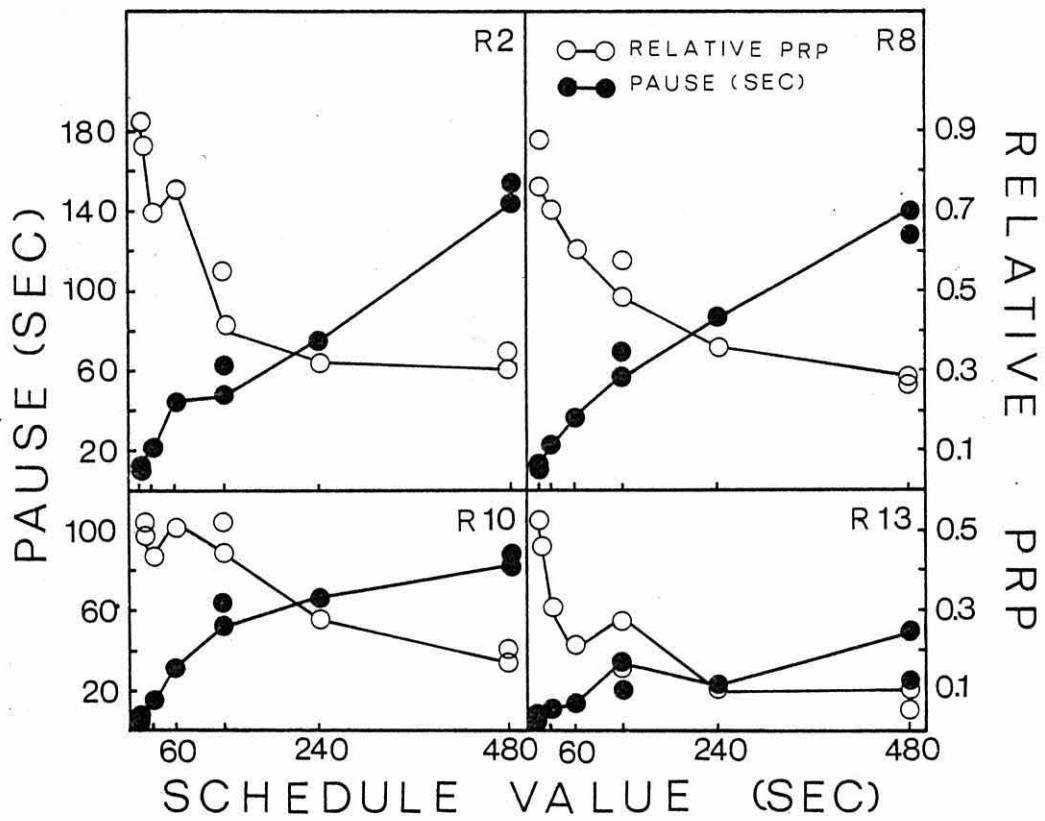 R2
R8
RELATIVE PRP
PAUSE (SEC)
180
140
100
60
20
0.9
0.7
0.5
0.3
0.1
R10
R13
100
60
20
0.5
0.3
0.1
60
240
480
60
240
480
PAUSE (SEC)
RELATIVE PRP
SCHEDULE VALUE (SEC)